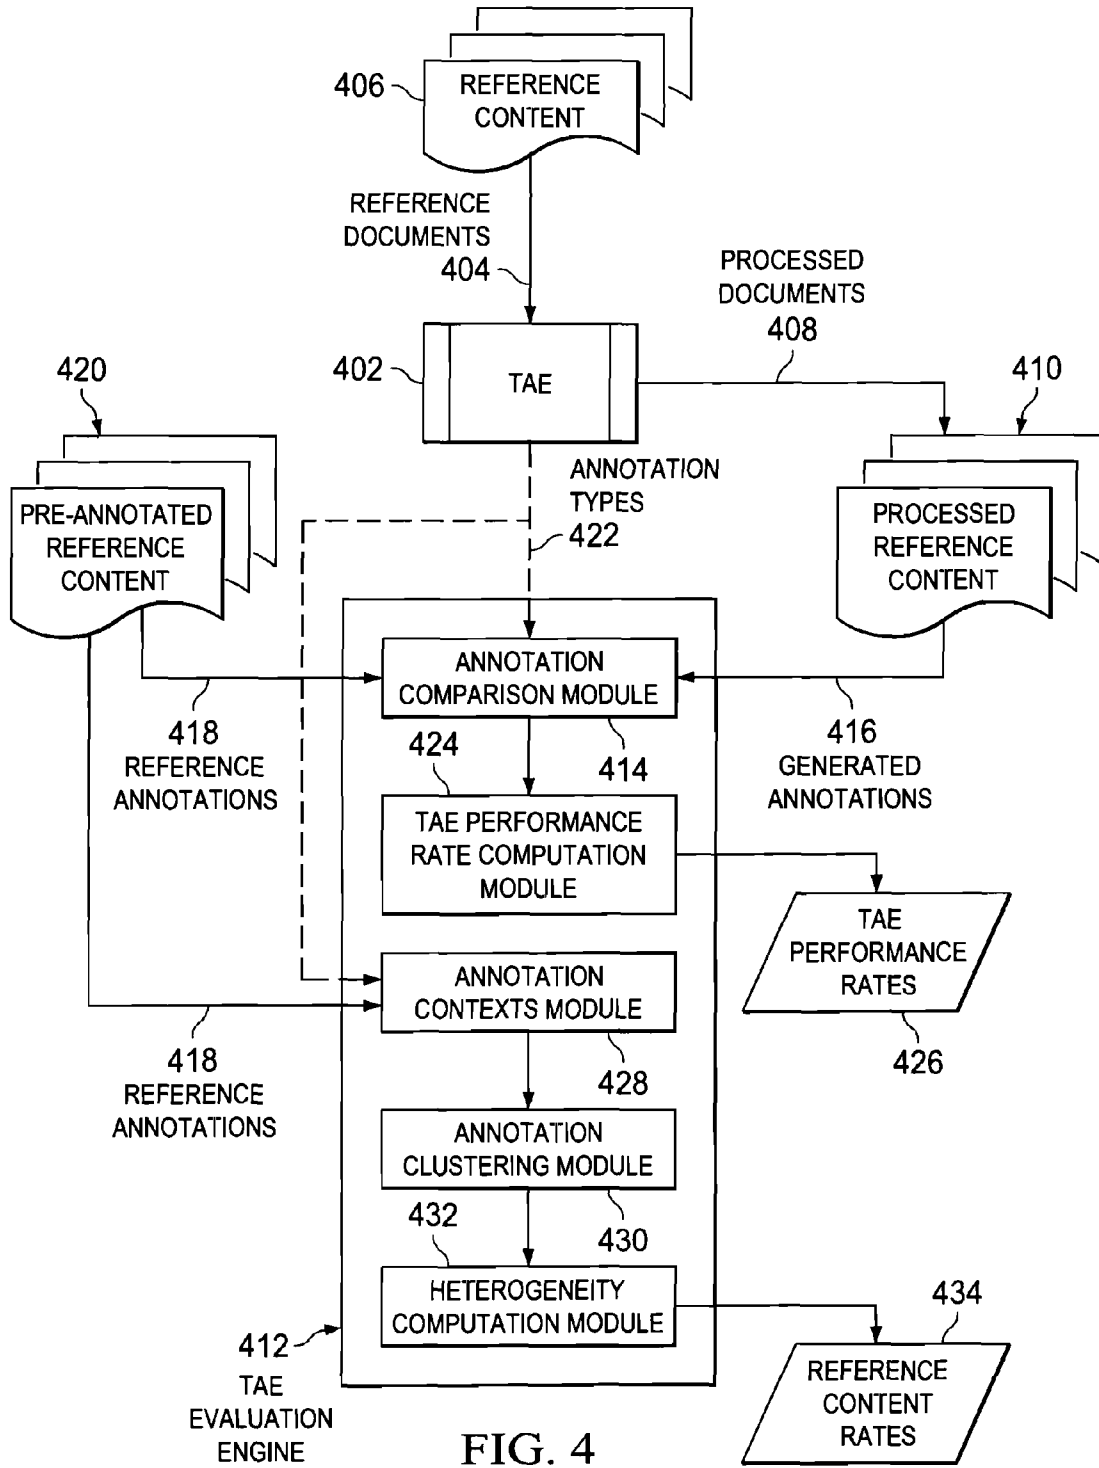 406
REFERENCE
CONTENT
REFERENCE
DOCUMENTS
404
PROCESSED
DOCUMENTS
408
402
TAE
420
410
ANNOTATION
TYPES
422
PRE-ANNOTATED
REFERENCE
CONTENT
PROCESSED
REFERENCE
CONTENT
ANNOTATION
COMPARISON MODULE
418
REFERENCE
ANNOTATIONS
424
414
416
GENERATED
ANNOTATIONS
TAE PERFORMANCE
RATE COMPUTATION
MODULE
TAE
PERFORMANCE
RATES
426
ANNOTATION
CONTEXTS MODULE
418
REFERENCE
ANNOTATIONS
428
ANNOTATION
CLUSTERING MODULE
432
430
HETEROGENEITY
COMPUTATION MODULE
434
412
TAE
EVALUATION
ENGINE
REFERENCE
CONTENT
RATES
FIG. 4